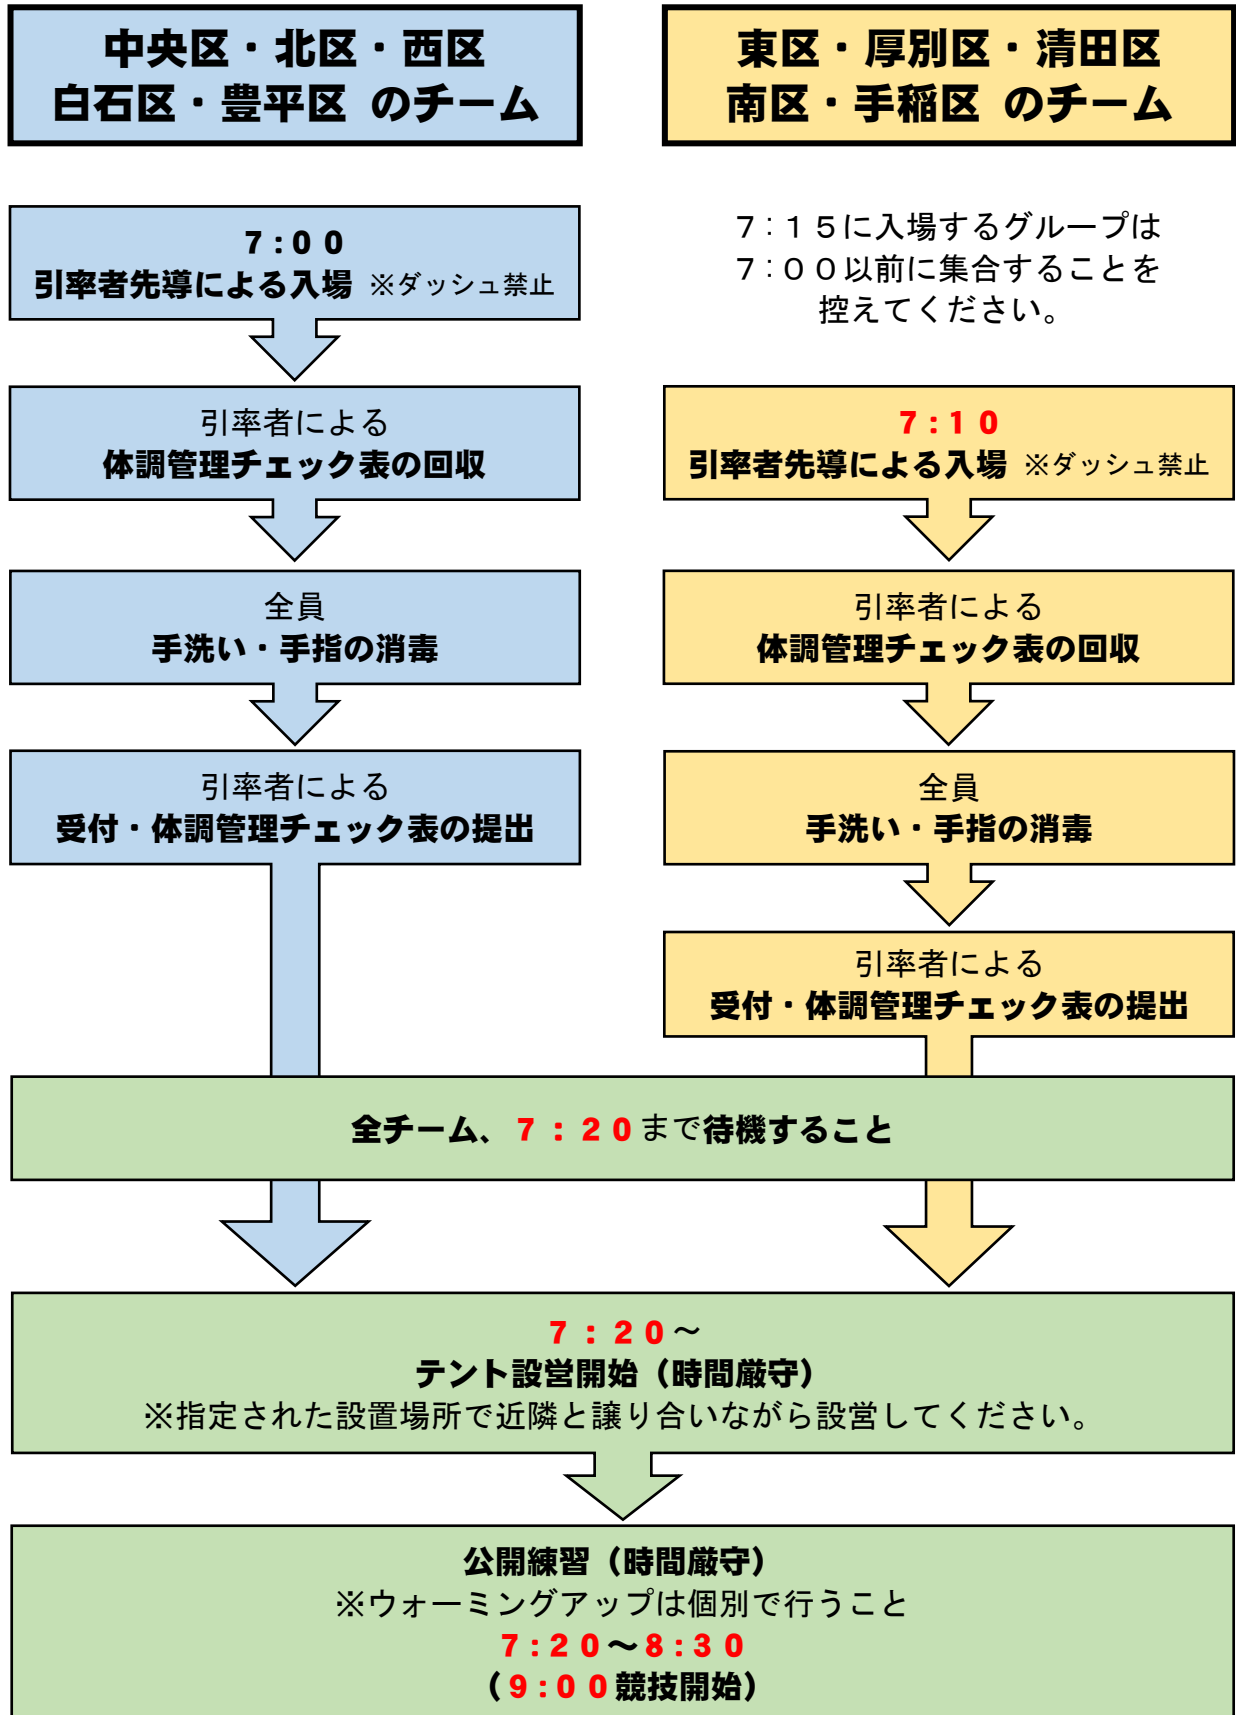 中央区・北区・西区
白石区・豊平区 のチーム
東区・厚別区・清田区
南区・手稲区 のチーム
7:00
引率者先導による入場 ※ダッシュ禁止
7:15に入場するグループは
7:00以前に集合することを
控えてください。
引率者による
体調管理チェック表の回収
7:10
引率者先導による入場 ※ダッシュ禁止
全員
手洗い・手指の消毒
引率者による
体調管理チェック表の回収
引率者による
受付・体調管理チェック表の提出
全員
手洗い・手指の消毒
引率者による
受付・体調管理チェック表の提出
全チーム、7:20まで待機すること
7:20~
テント設営開始(時間厳守)
※指定された設置場所で近隣と譲り合いながら設営してください。
公開練習(時間厳守)
※ウォーミングアップは個別で行うこと
7:20~8:30
(9:00競技開始)